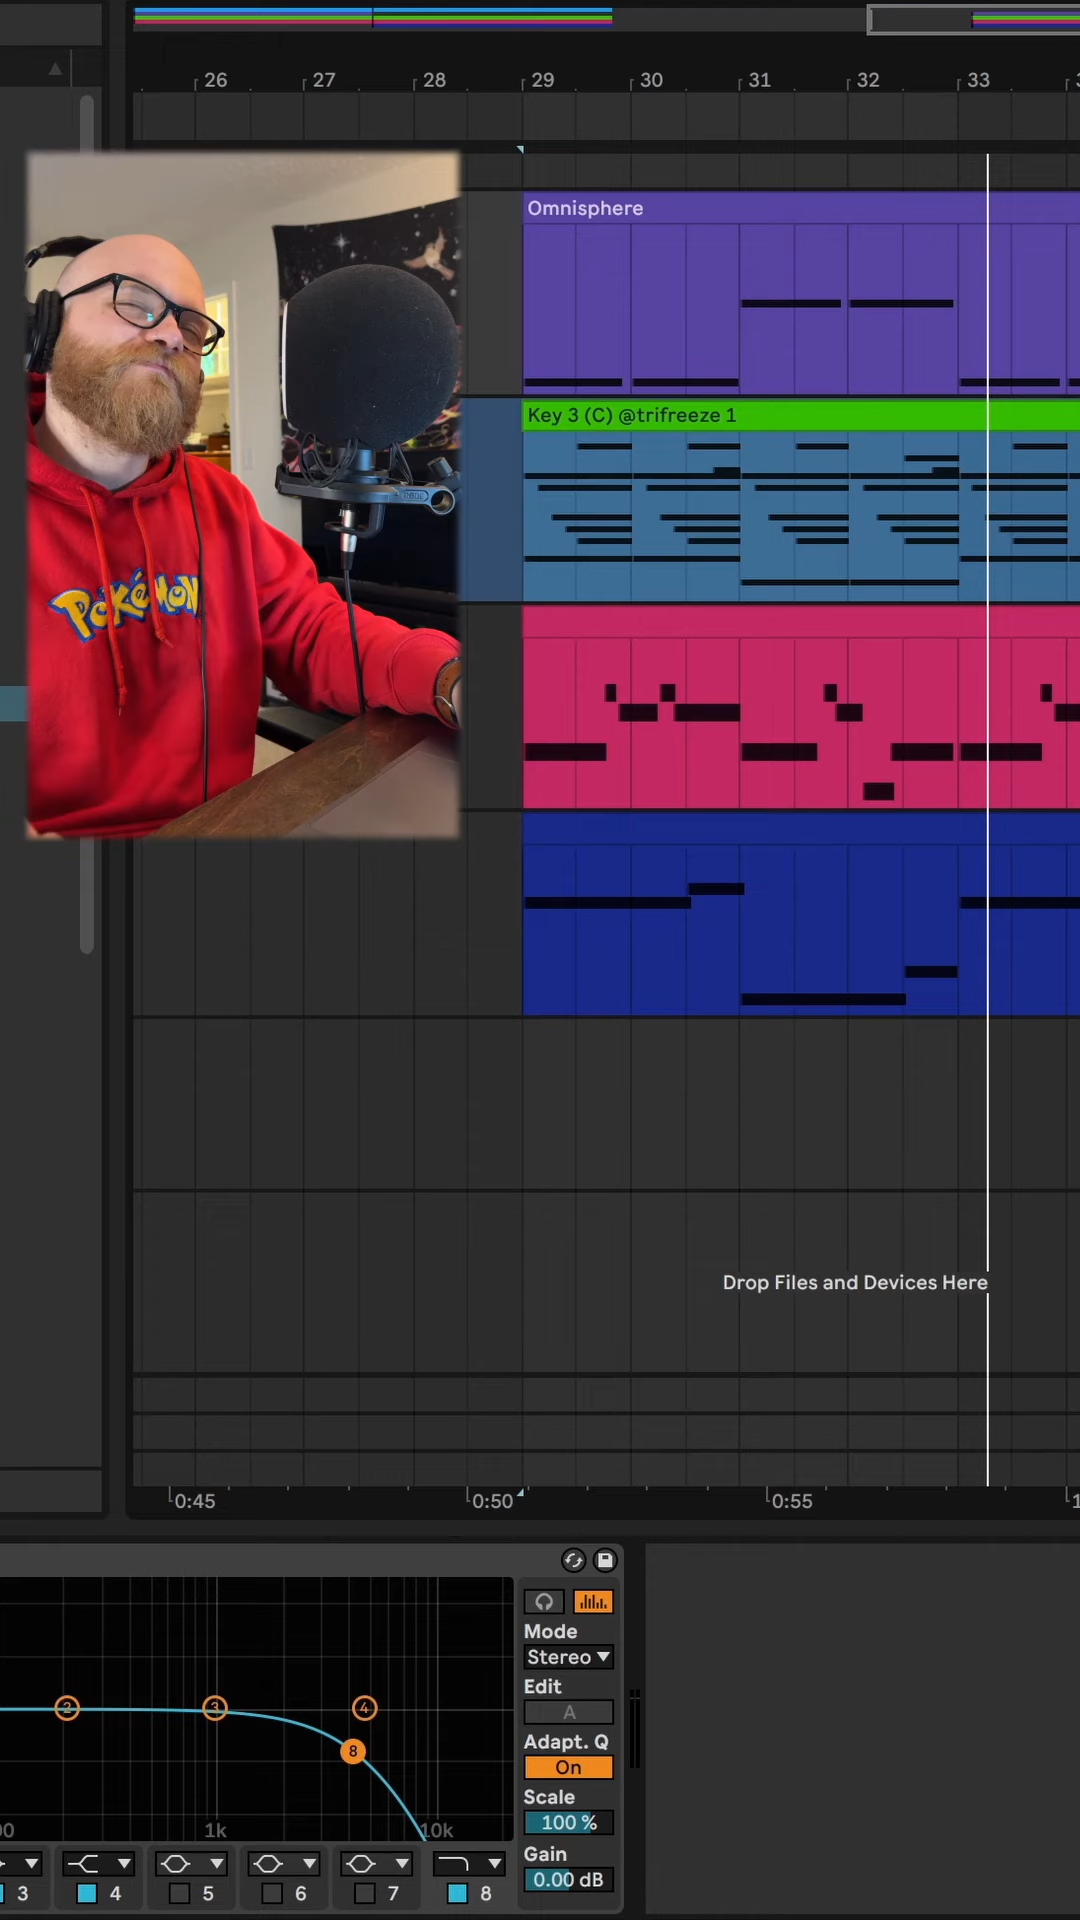 26 27 28 29 30 31 32 33
Omnisphere
Key 3 (C) @trifreeze 1
POKéMON
RØDE
Drop Files and Devices Here
0:45 0:50 0:55
Mode
Stereo
Edit
A
Adapt. Q
On
Scale
100 %
Gain
0.00 dB
2 3 4
8
1k 10k
3 4 5 6 7 8